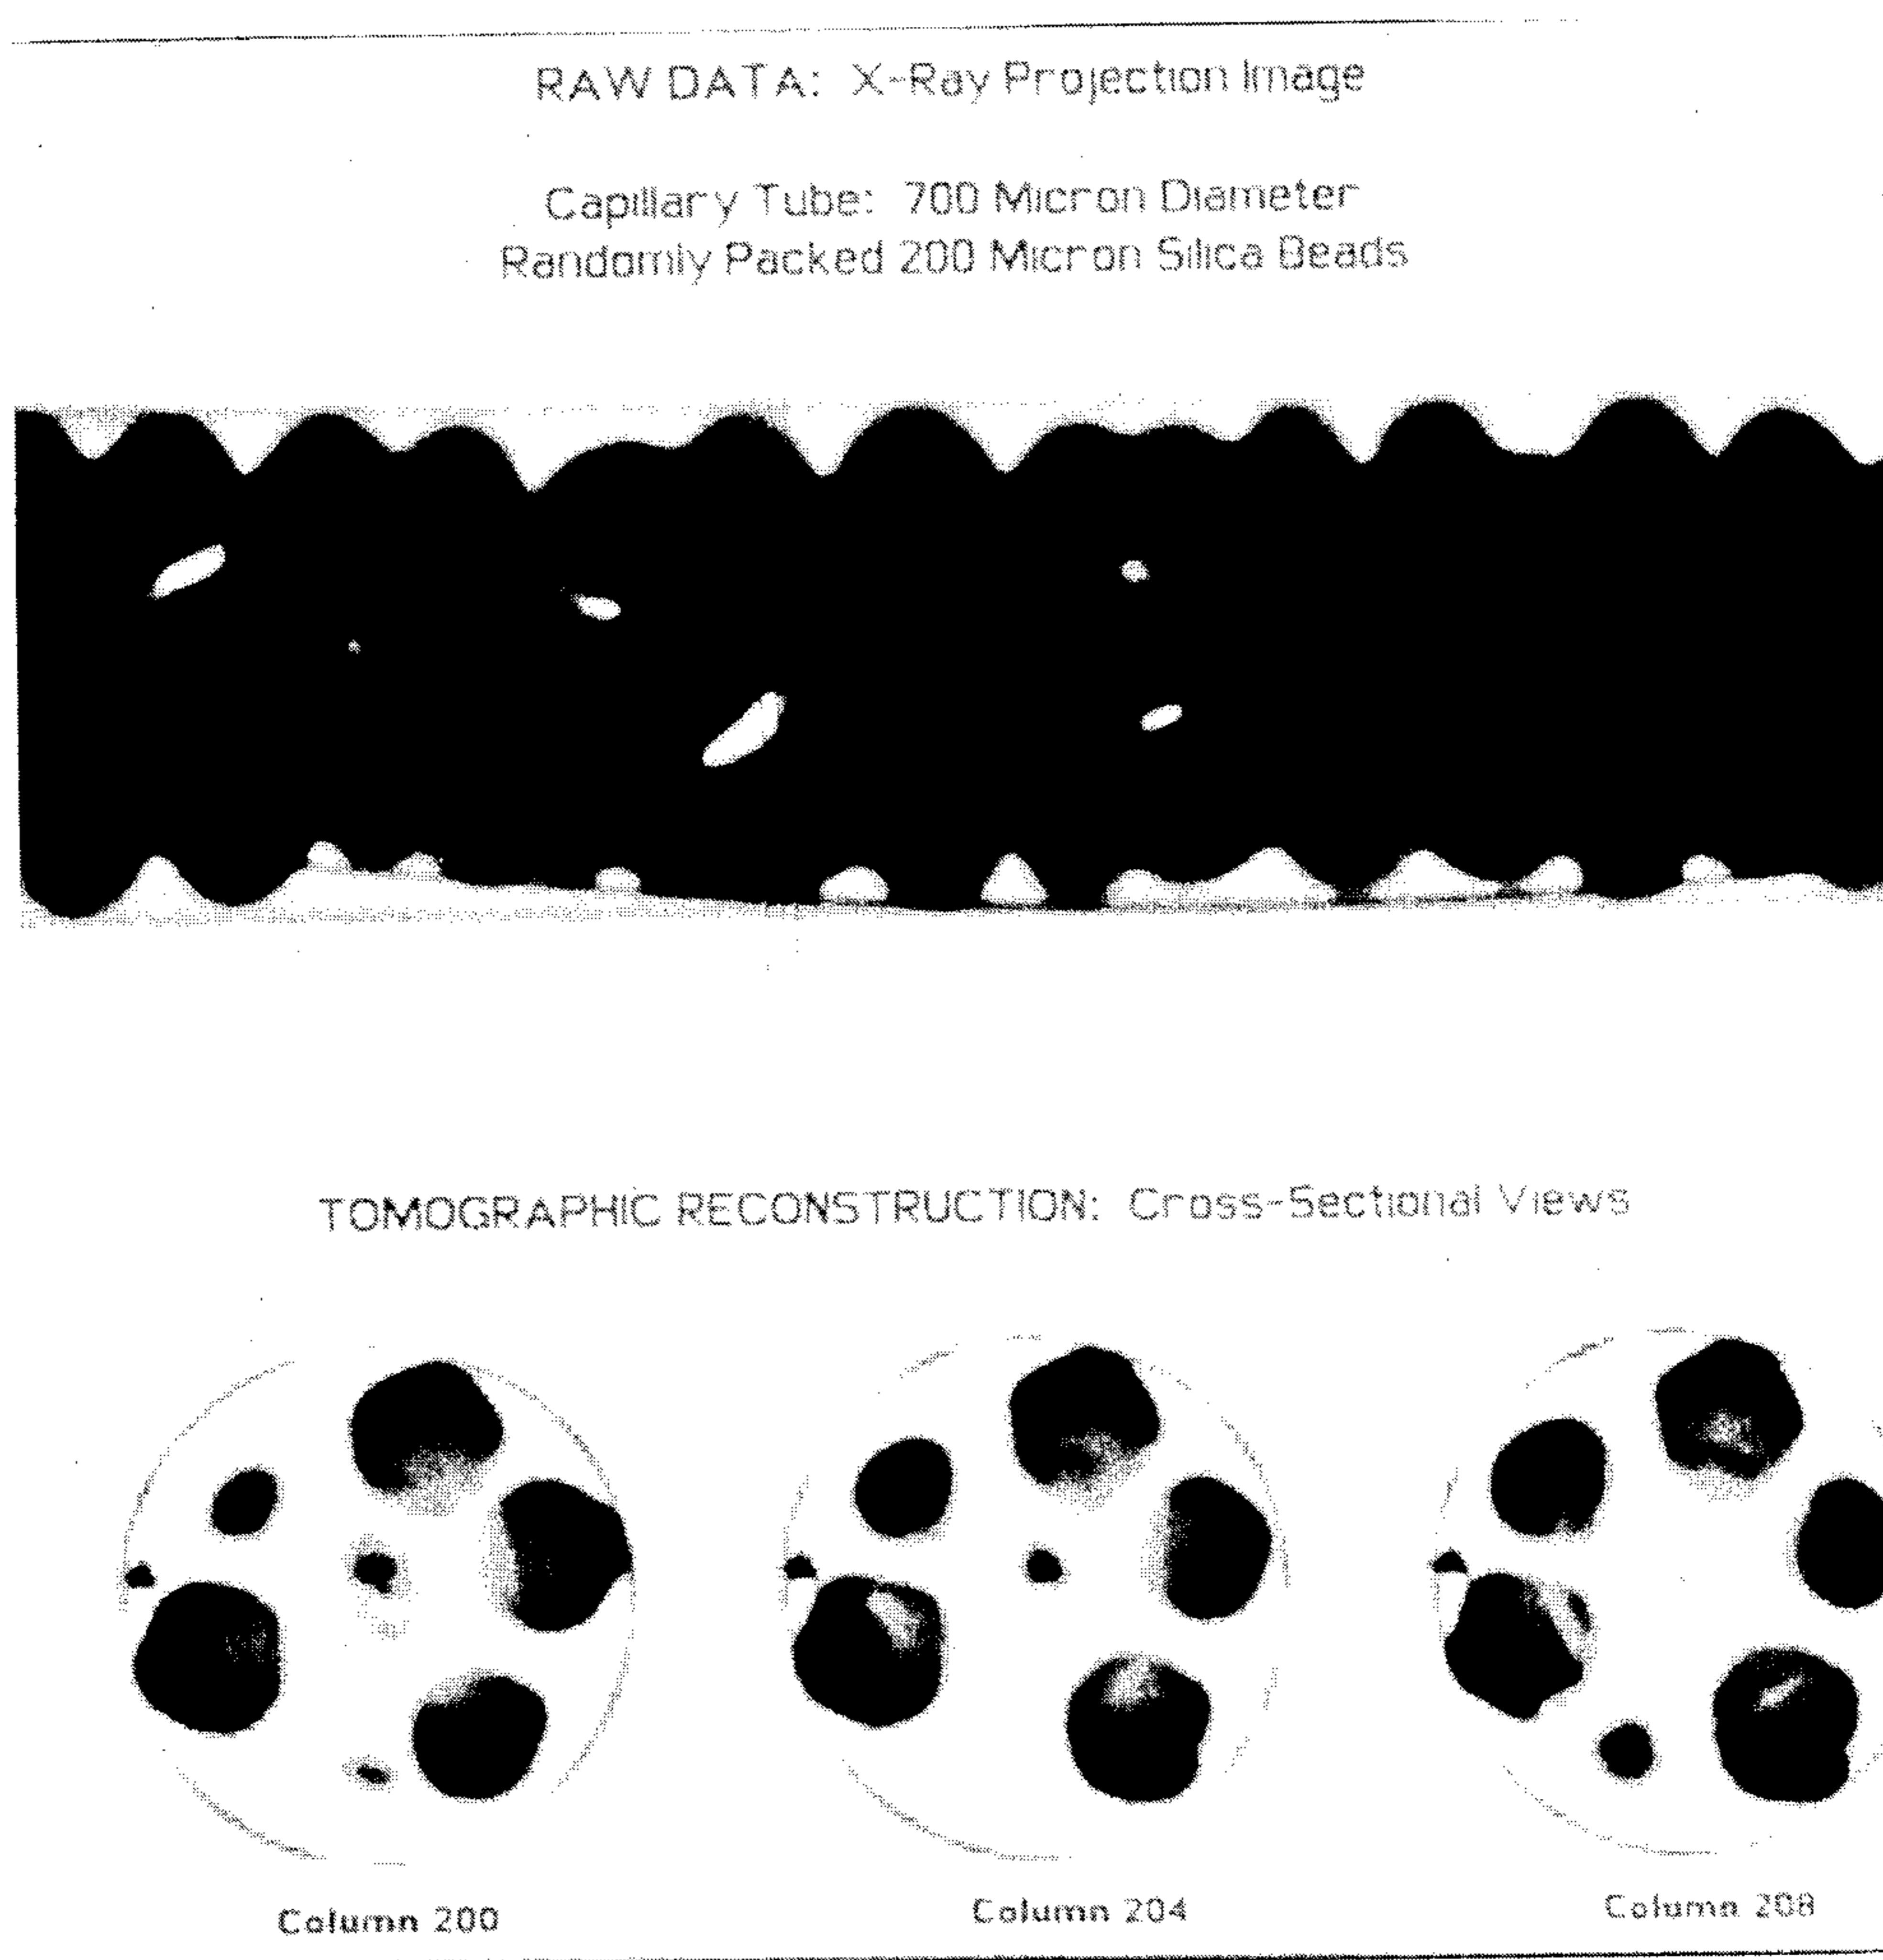 RAW DATA: X-Ray Projection Image
Capillary Tube: 700 Micron Diameter
Randomly Packed 200 Micron Silica Beads
TOMOGRAPHIC RECONSTRUCTION: Cross-Sectional Views
Column 200
Column 204
Column 208